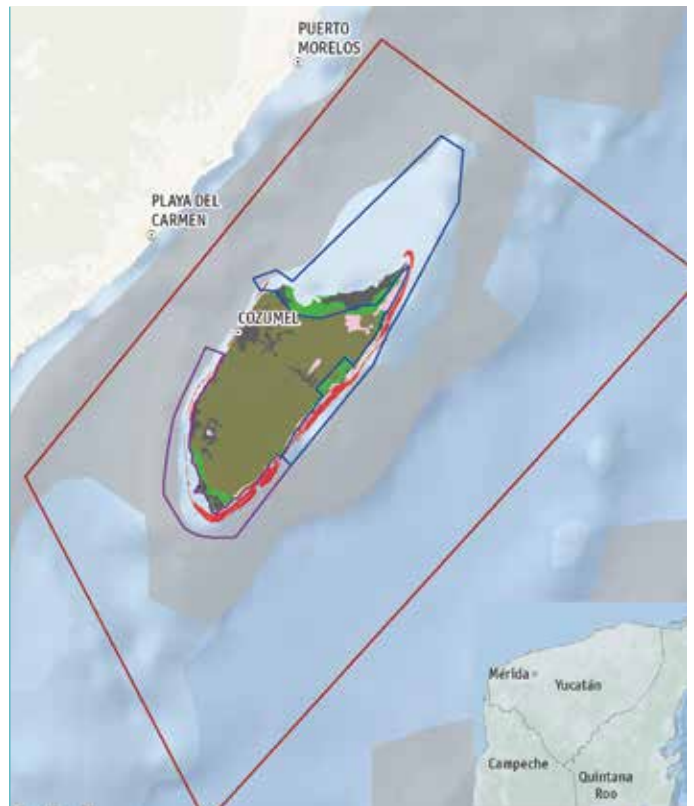 PUERTO
MORELOS
PLAYA DEL
CARMEN
COZUMEL
Mérida
Yucatán
Campeche
Quintana
Roo